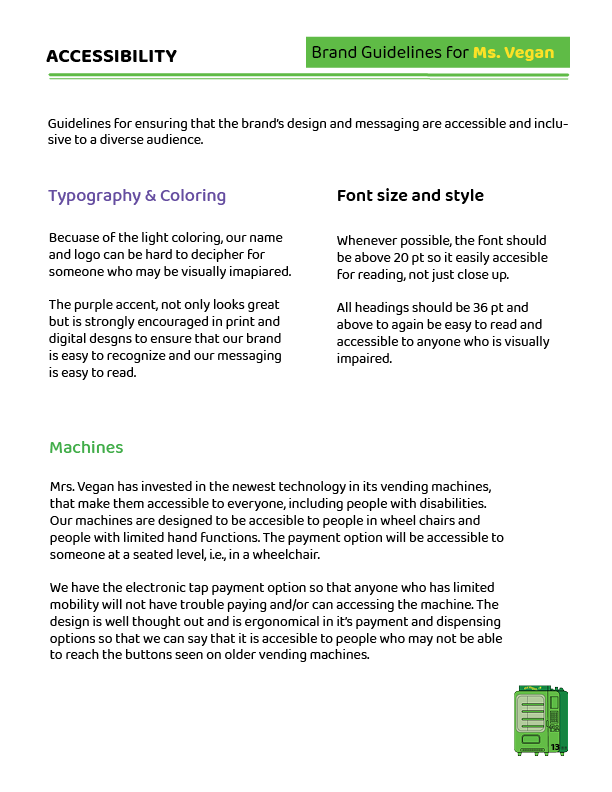 ACCESSIBILITY
Brand Guidelines for Ms. Vegan
Guidelines for ensuring that the brand's design and messaging are accessible and inclu-
sive to a diverse audience.
Typography & Coloring
Becuase of the light coloring, our name
and logo can be hard to decipher for
someone who may be visually imapiared.
The purple accent, not only looks great
but is strongly encouraged in print and
digital desgns to ensure that our brand
is easy to recognize and our messaging
is easy to read.
Font size and style
Whenever possible, the font should
be above 20 pt so it easily accesible
for reading, not just close up.
All headings should be 36 pt and
above to again be easy to read and
accessible to anyone who is visually
impaired.
Machines
Mrs. Vegan has invested in the newest technology in its vending machines,
that make them accessible to everyone, including people with disabilities.
Our machines are designed to be accesible to people in wheel chairs and
people with limited hand functions. The payment option will be accessible to
someone at a seated level, i.e., in a wheelchair.
We have the electronic tap payment option so that anyone who has limited
mobility will not have trouble paying and/or can accessing the machine. The
design is well thought out and is ergonomical in it's payment and dispensing
options so that we can say that it is accesible to people who may not be able
to reach the buttons seen on older vending machines.
13